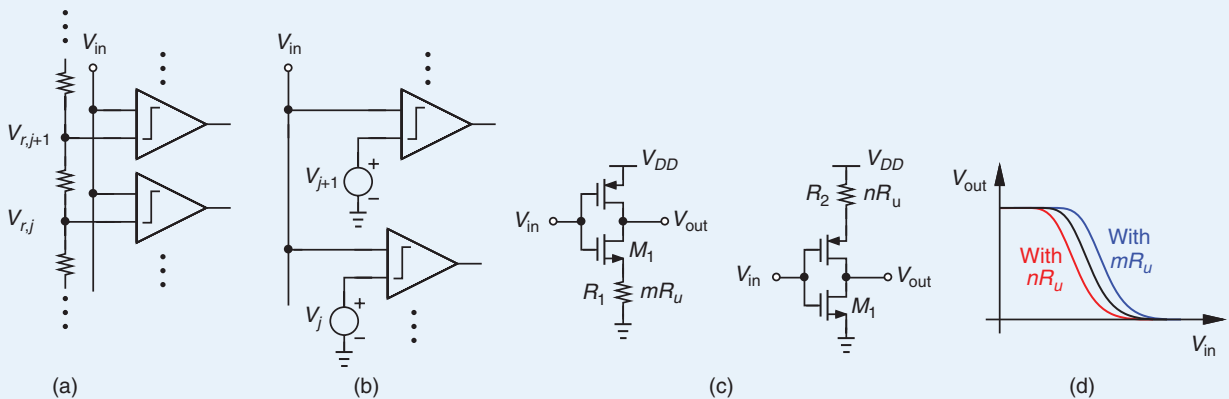 V_in
V_r,j+1
V_r,j
(a)
V_in
V_j+1
+
−
V_j
+
−
(b)
V_DD
V_in
V_out
M_1
R_1 mR_u
V_DD
R_2 nR_u
V_in
V_out
M_1
(c)
V_out
With
nR_u
With
mR_u
V_in
(d)